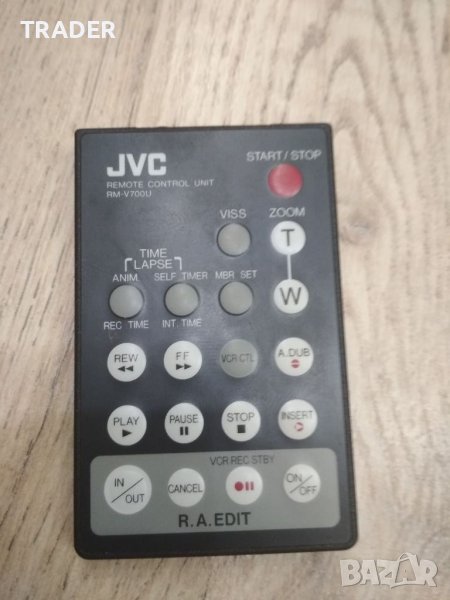 TRADER
JVC
START/STOP
REMOTE CONTROL UNIT
RM-V700U
VISS
ZOOM
T
TIME
LAPSE
ANIM.
SELF TIMER
MBR SET
W
REC TIME
INT. TIME
REW
FF
VCR CTL
A.DUB
PLAY
PAUSE
STOP
INSERT
VCR REC STBY
IN/OUT
CANCEL
ON/OFF
R.A.EDIT
BAZAR